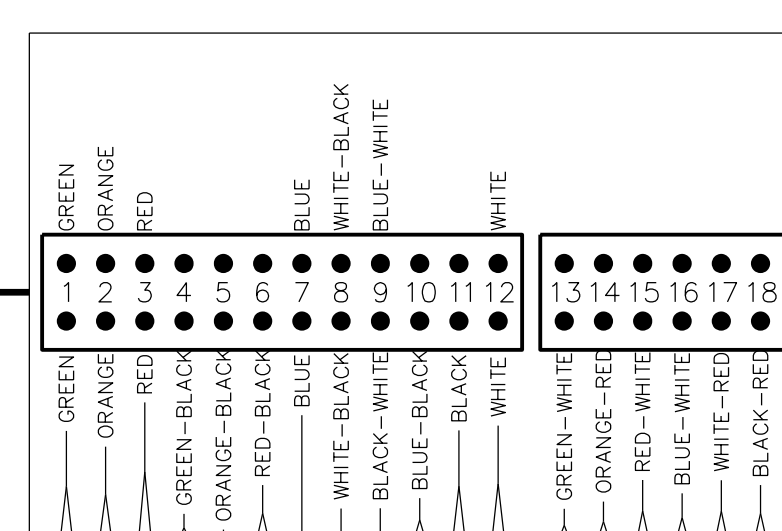 GREEN
ORANGE
RED
BLUE
WHITE-BLACK
BLUE-WHITE
WHITE
1 2 3 4 5 6 7 8 9 10 11 12
13 14 15 16 17 18
GREEN
ORANGE
RED
GREEN-BLACK
ORANGE-BLACK
RED-BLACK
BLUE
WHITE-BLACK
BLACK-WHITE
BLUE-BLACK
BLACK
WHITE
GREEN-WHITE
ORANGE-RED
RED-WHITE
BLUE-WHITE
WHITE-RED
BLACK-RED